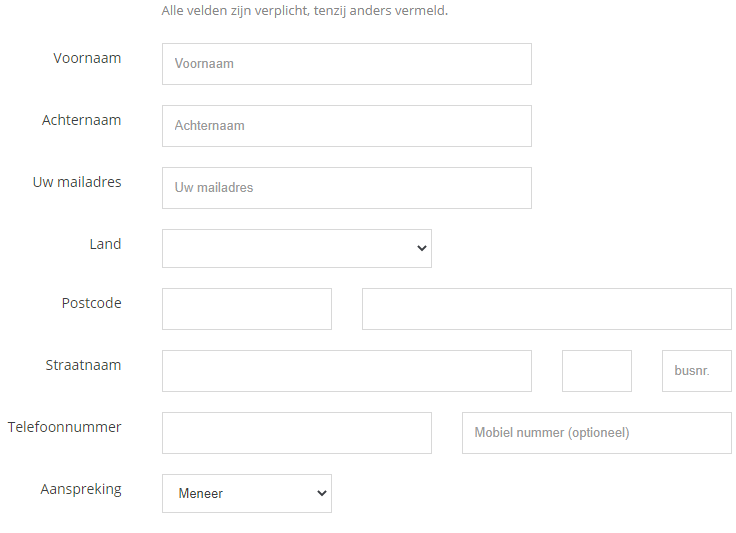 Alle velden zijn verplicht, tenzij anders vermeld.
Voornaam Voornaam
Achternaam Achternaam
Uw mailadres Uw mailadres
Land
Postcode
Straatnaam busnr.
Telefoonnummer Mobiel nummer (optioneel)
Aanspreking Meneer